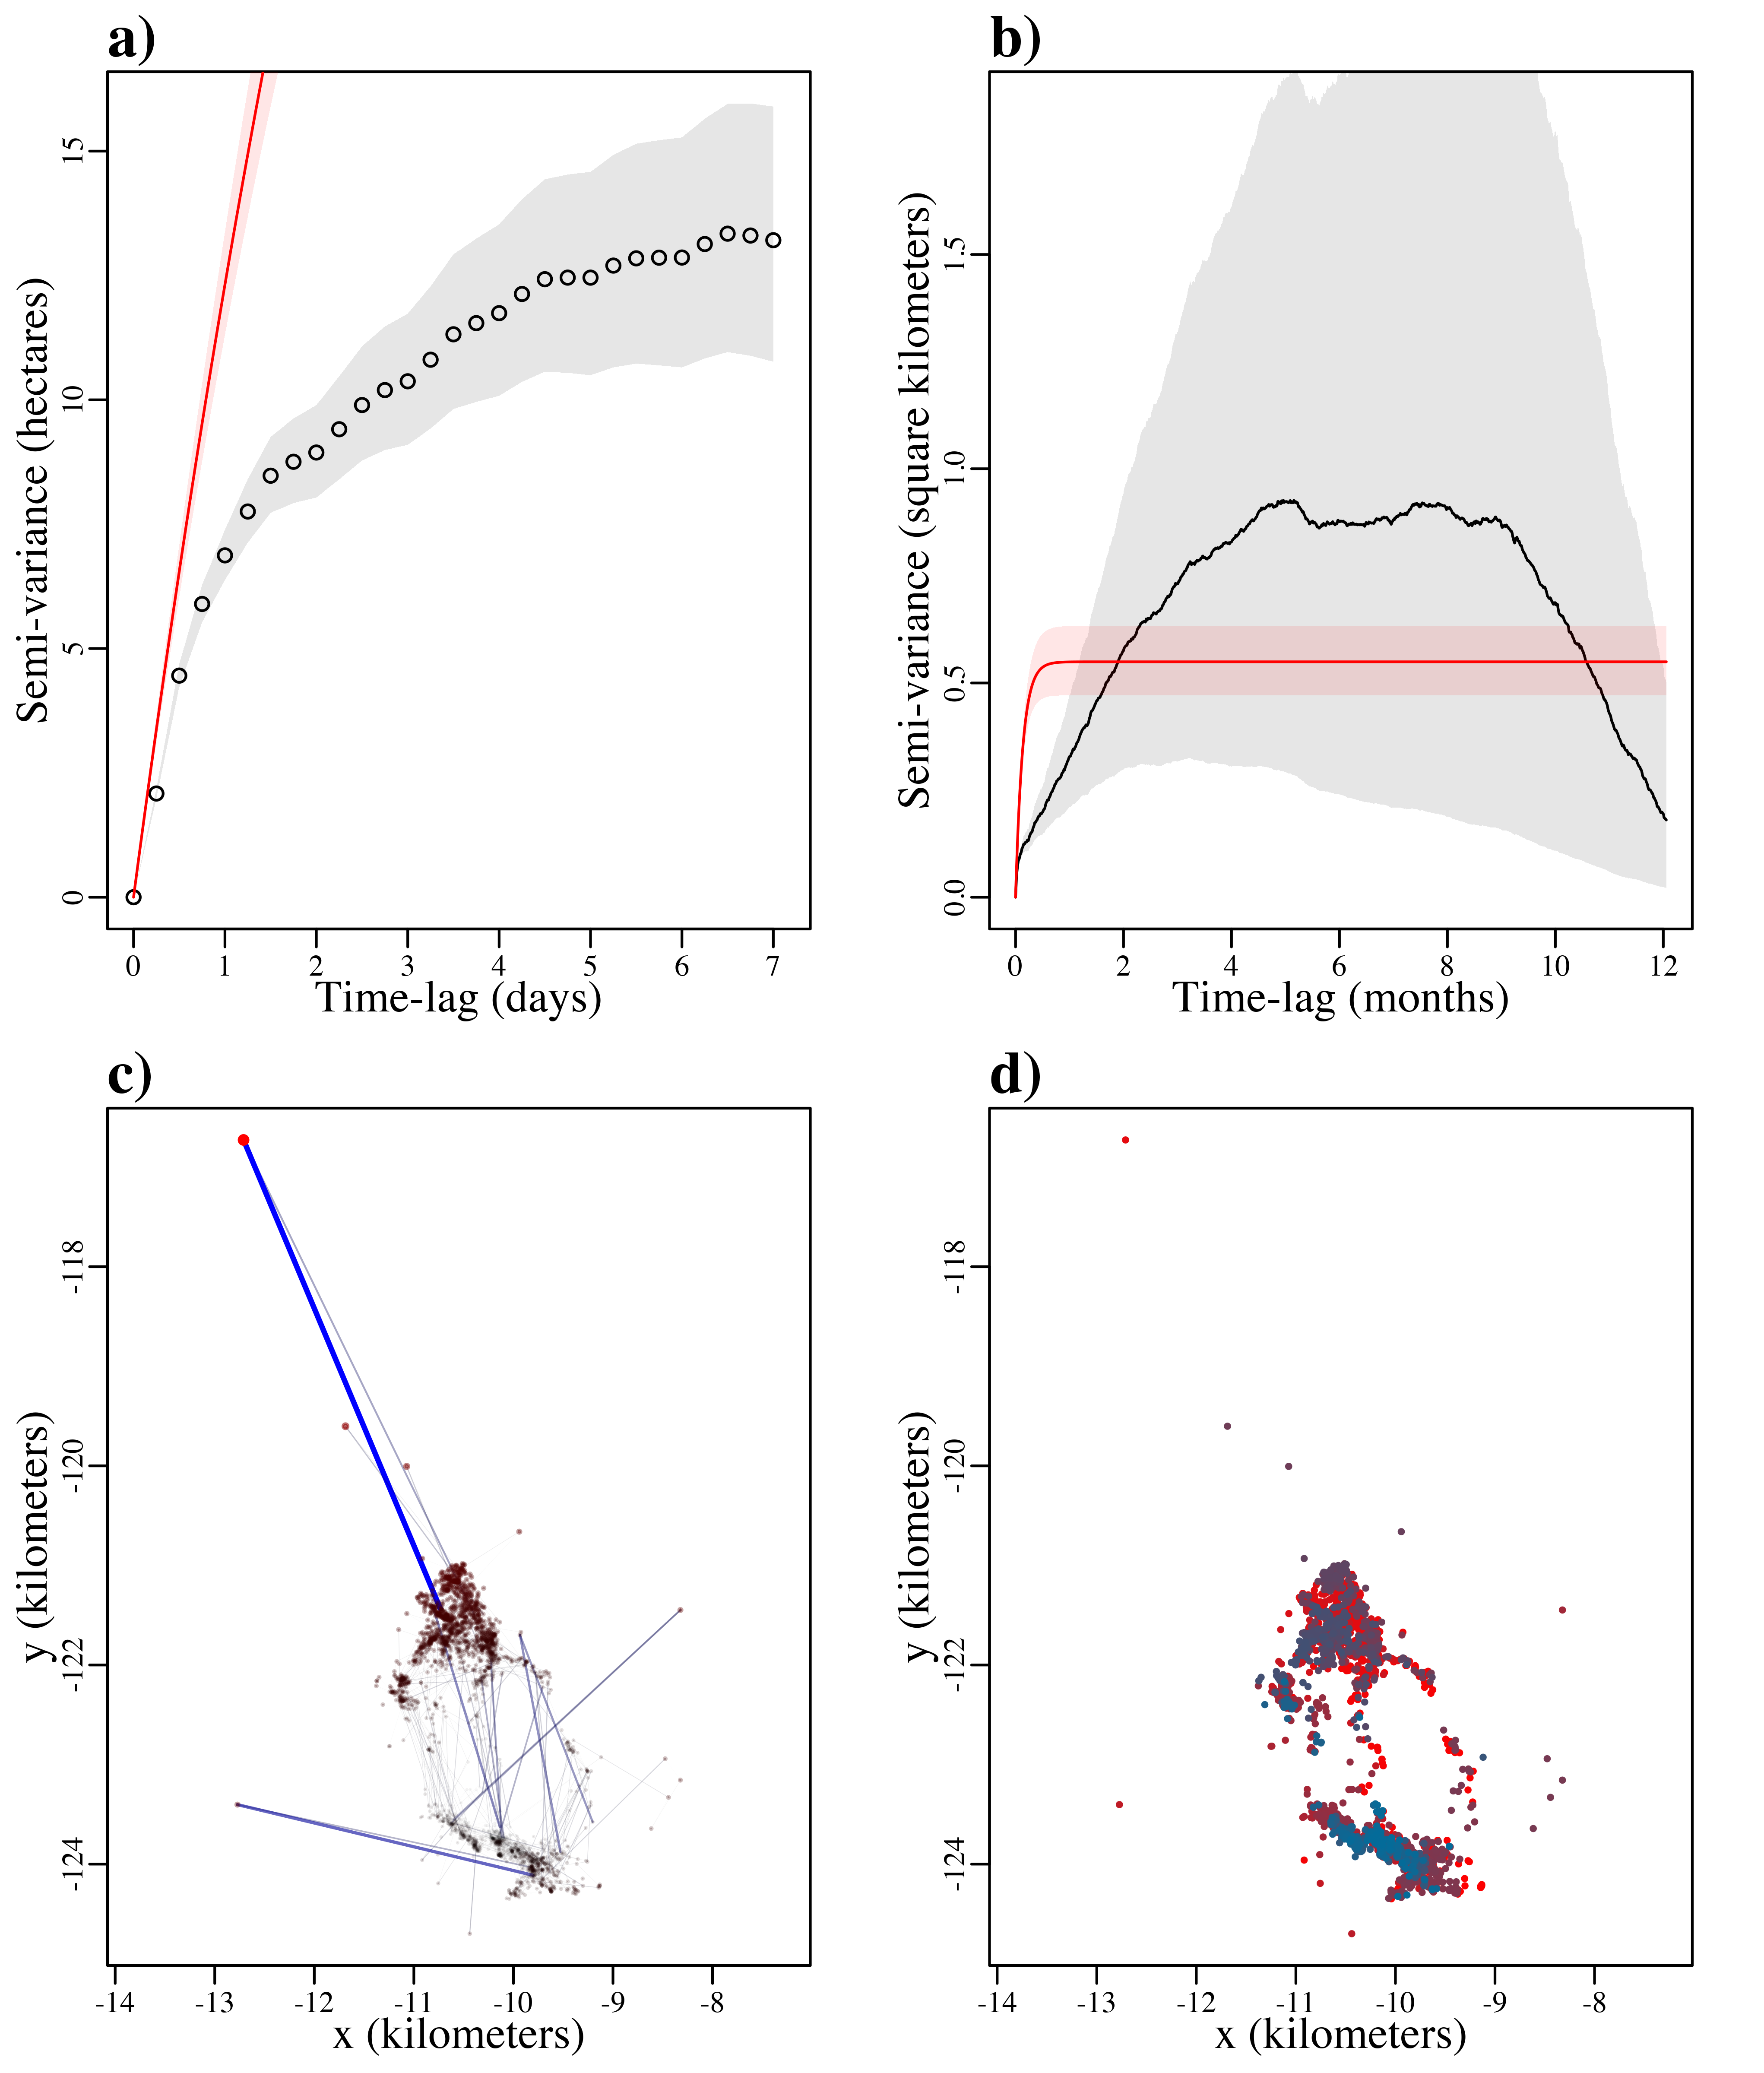 a)
Semi-variance (hectares)
15
10
5
0
0 1 2 3 4 5 6 7
Time-lag (days)
b)
Semi-variance (square kilometers)
1.5
1.0
0.5
0.0
0 2 4 6 8 10 12
Time-lag (months)
c)
y (kilometers)
-118
-120
-122
-124
-14 -13 -12 -11 -10 -9 -8
x (kilometers)
d)
y (kilometers)
-118
-120
-122
-124
-14 -13 -12 -11 -10 -9 -8
x (kilometers)